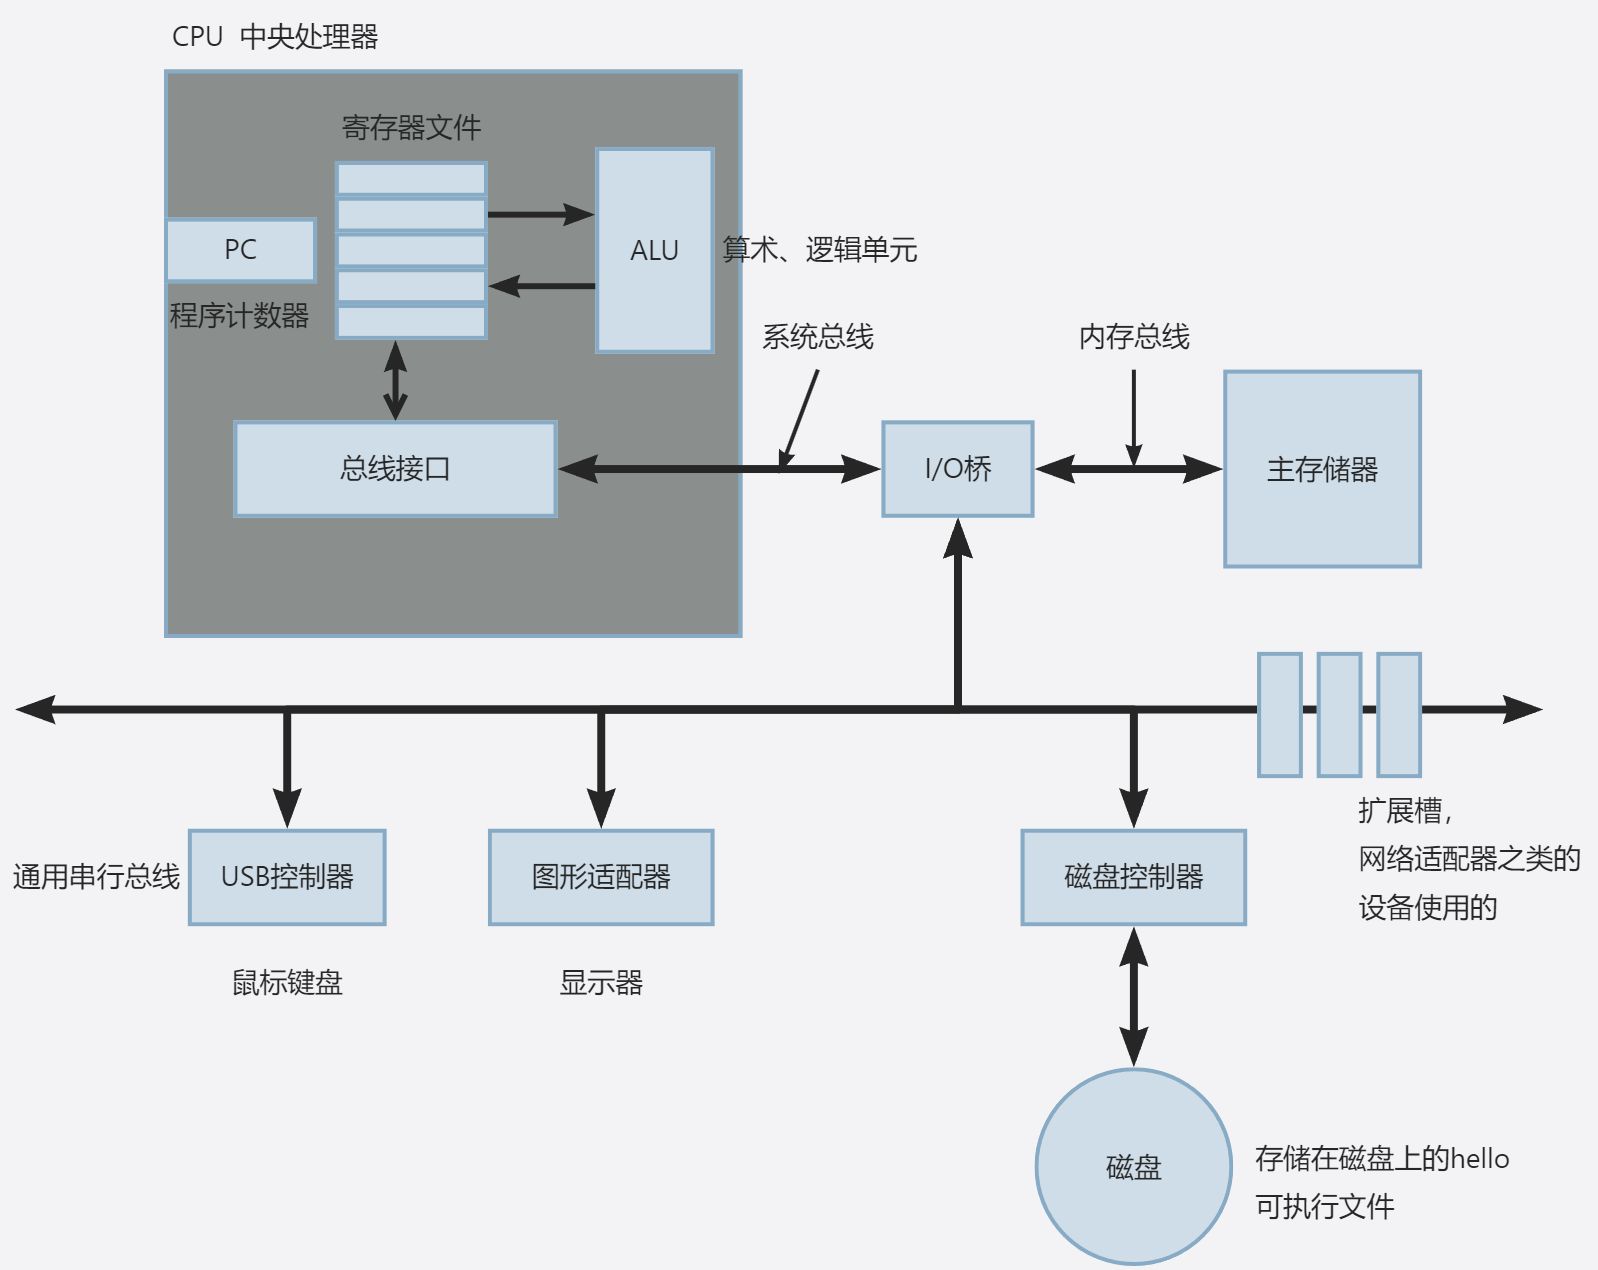 CPU 中央处理器
寄存器文件
PC
ALU
算术、逻辑单元
程序计数器
系统总线
内存总线
总线接口
I/O桥
主存储器
扩展槽，
网络适配器之类的
设备使用的
通用串行总线
USB控制器
图形适配器
磁盘控制器
鼠标键盘
显示器
磁盘
存储在磁盘上的hello
可执行文件